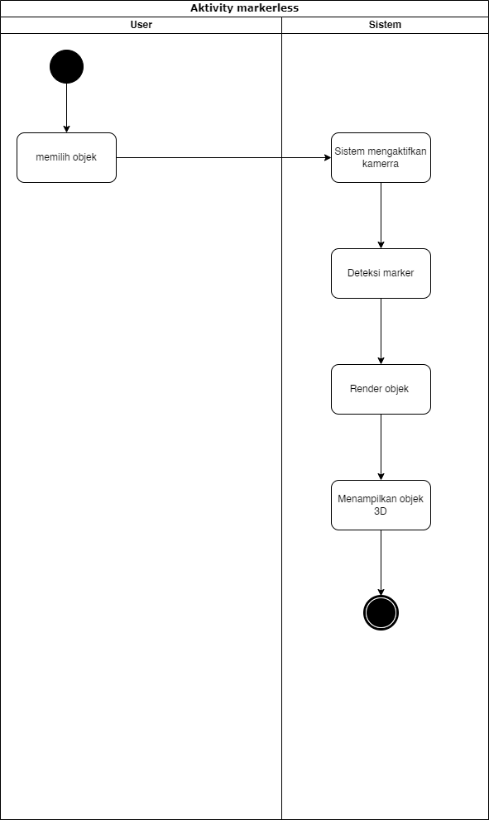 Aktivity markerless
User
Sistem
memilih objek
Sistem mengaktifkan
kamerra
Deteksi marker
Render objek
Menampilkan objek
3D